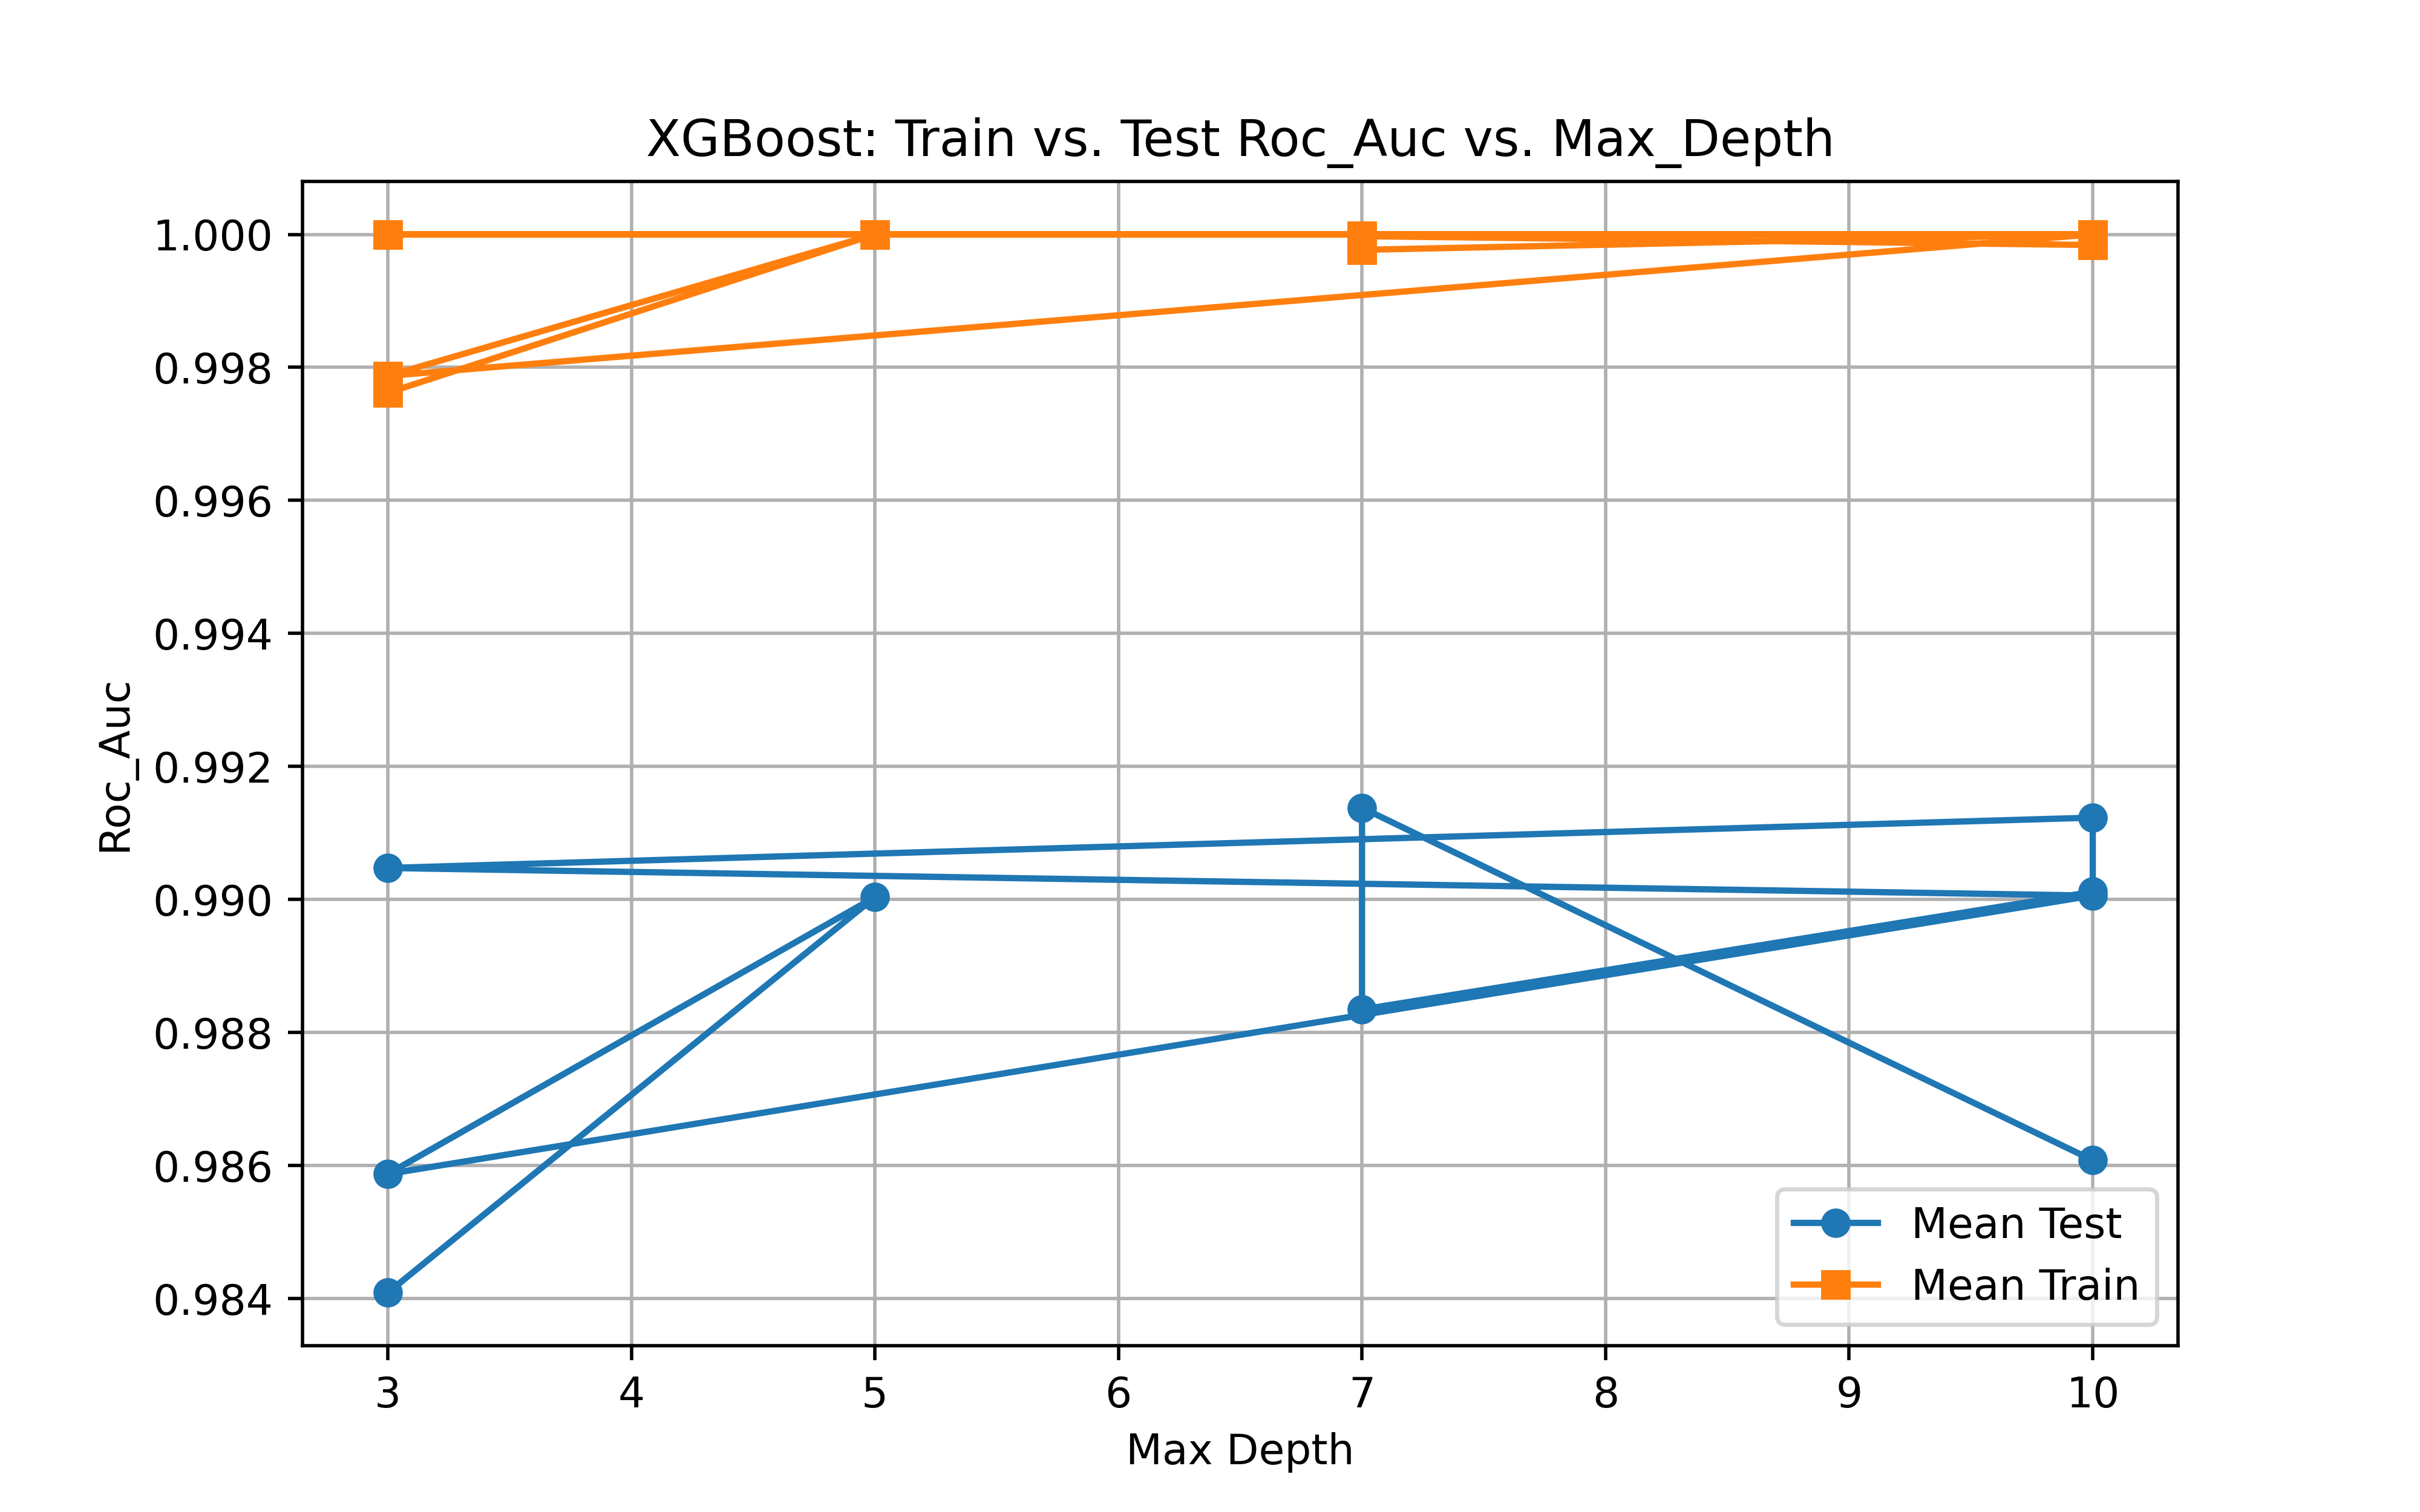 XGBoost: Train vs. Test Roc_Auc vs. Max_Depth
Roc_Auc
1.000
0.998
0.996
0.994
0.992
0.990
0.988
0.986
0.984
Mean Test
Mean Train
3 4 5 6 7 8 9 10
Max Depth